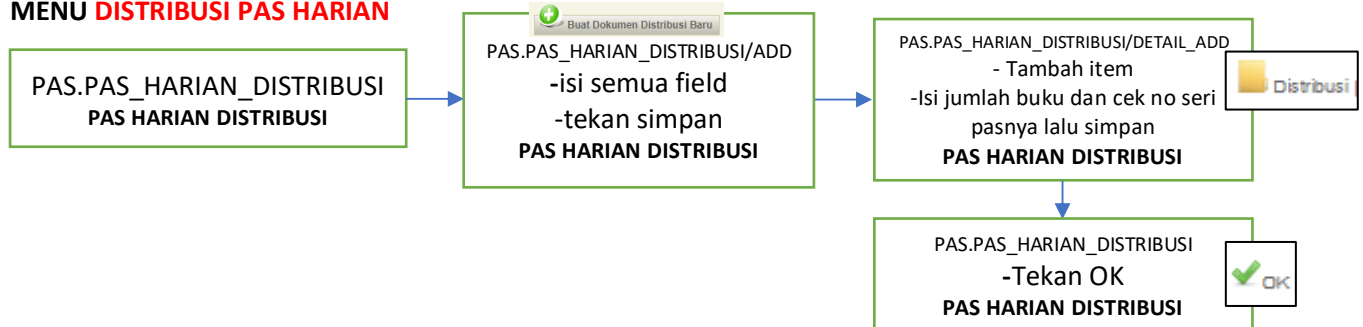 MENU DISTRIBUSI PAS HARIAN
PAS.PAS_HARIAN_DISTRIBUSI
PAS HARIAN DISTRIBUSI
Buat Dokumen Distribusi Baru
PAS.PAS_HARIAN_DISTRIBUSI/ADD
-isi semua field
-tekan simpan
PAS HARIAN DISTRIBUSI
PAS.PAS_HARIAN_DISTRIBUSI/DETAIL_ADD
- Tambah item
-Isi jumlah buku dan cek no seri
pasnya lalu simpan
PAS HARIAN DISTRIBUSI
Distribusi
PAS.PAS_HARIAN_DISTRIBUSI
-Tekan OK
PAS HARIAN DISTRIBUSI
OK